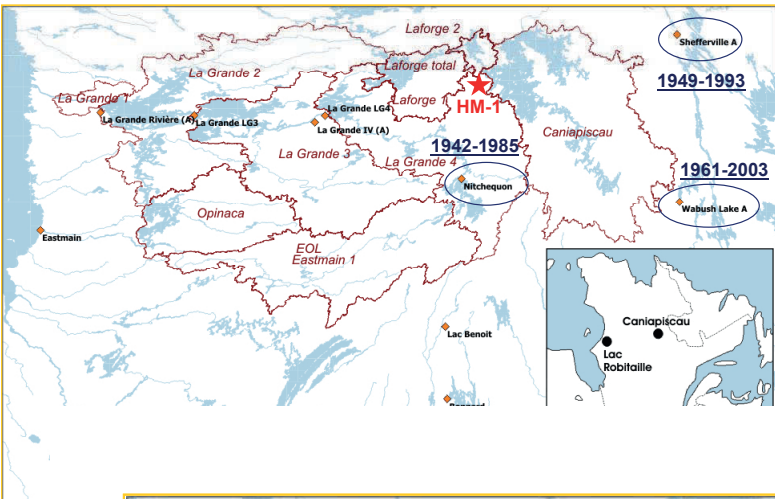 Laforge 2
Schefferville A
1949-1993
Laforge total
La Grande 2
La Grande 1
Laforge 1
HM-1
La Grande LG4
La Grande Rivière (A)
La Grande LG3
La Grande IV (A)
Caniapiscau
1942-1985
La Grande 3
La Grande 4
1961-2003
Nitchequon
Opinaca
Wabush Lake A
Eastmain
EOL
Eastmain 1
Caniapiscau
Lac Benoit
Lac
Robitaille